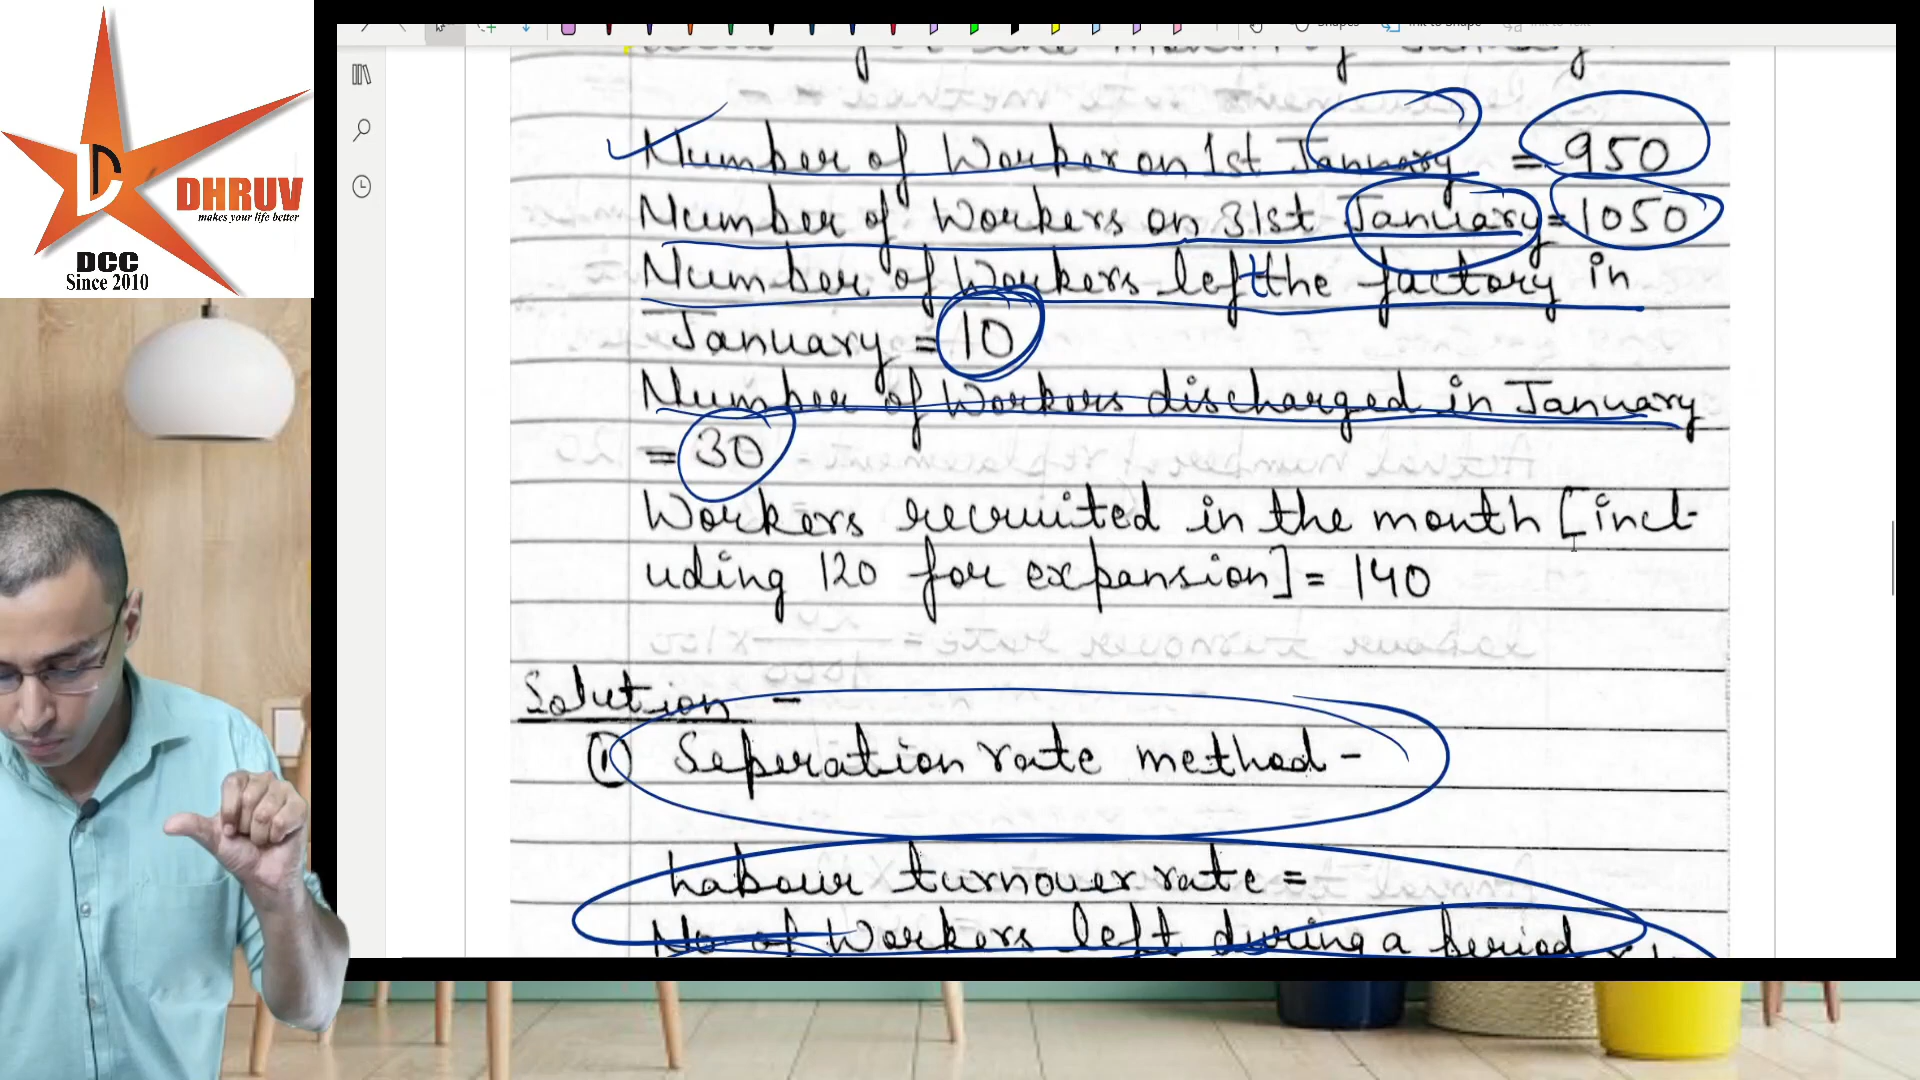 DC
DHRUV
makes your life better
DCC
Since 2010
Number of Worker on 1st January = 950
Number of Workers on 31st January = 1050
Number of Workers left the factory in
January = 10
Number of Workers discharged in January
= 30
Workers recruited in the month [incl-
uding 120 for expansion] = 140
Solution -
① Seperation rate method -
Labour turnover rate =
No of Workers left during a period